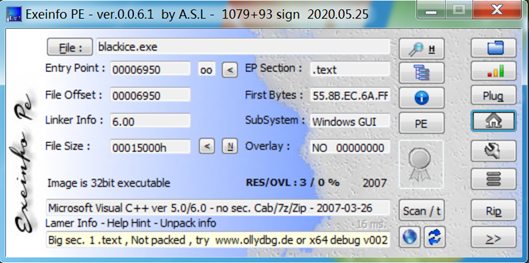 Exeinfo PE - ver.0.0.6.1 by A.S.L - 1079+93 sign 2020.05.25
File : blackice.exe
Entry Point : 00006950 oo < EP Section : .text
File Offset : 00006950 First Bytes : 55.8B.EC.6A.FF
Linker Info : 6.00 SubSystem : Windows GUI
File Size : 00015000h < N Overlay : NO 00000000
Image is 32bit executable RES/OVL : 3 / 0 % 2007
Microsoft Visual C++ ver 5.0/6.0 - no sec. Cab/7z/Zip - 2007-03-26
Lamer Info - Help Hint - Unpack info 16 ms.
Big sec. 1 .text , Not packed , try www.ollydbg.de or x64 debug v002
Exeinfo Pe
H
Plug
PE
Scan / t
Rip
>>